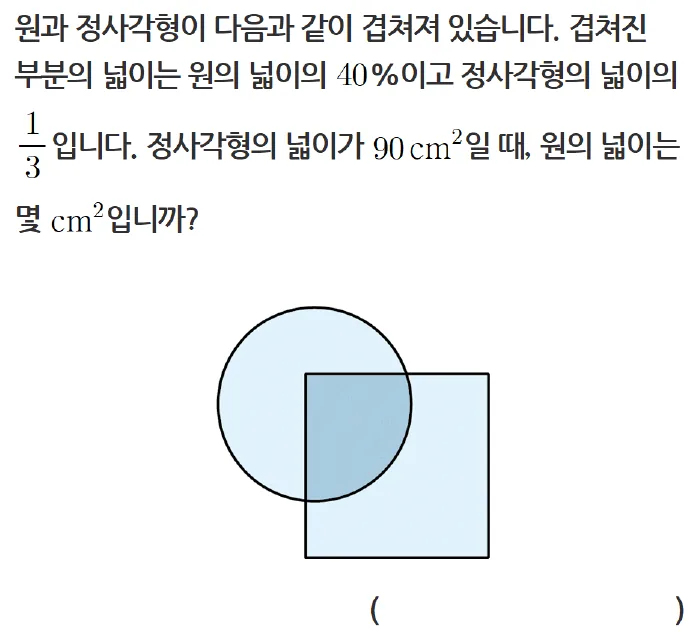 원과 정사각형이 다음과 같이 겹쳐져 있습니다. 겹쳐진
부분의 넓이는 원의 넓이의 40%이고 정사각형의 넓이의
1/3입니다. 정사각형의 넓이가 90cm²일 때, 원의 넓이는
몇 cm²입니까?
( )